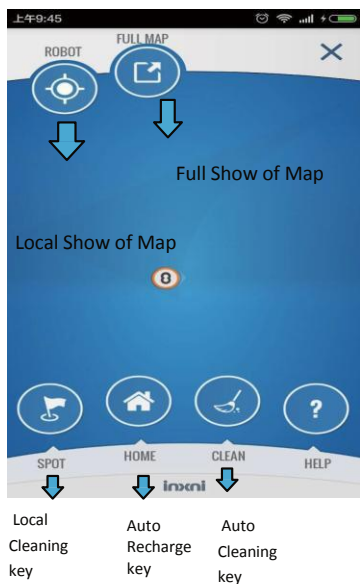 上午9:45
ROBOT
FULL MAP
Full Show of Map
Local Show of Map
8
?
SPOT
HOME
CLEAN
HELP
inxni
Local
Cleaning
key
Auto
Recharge
key
Auto
Cleaning
key